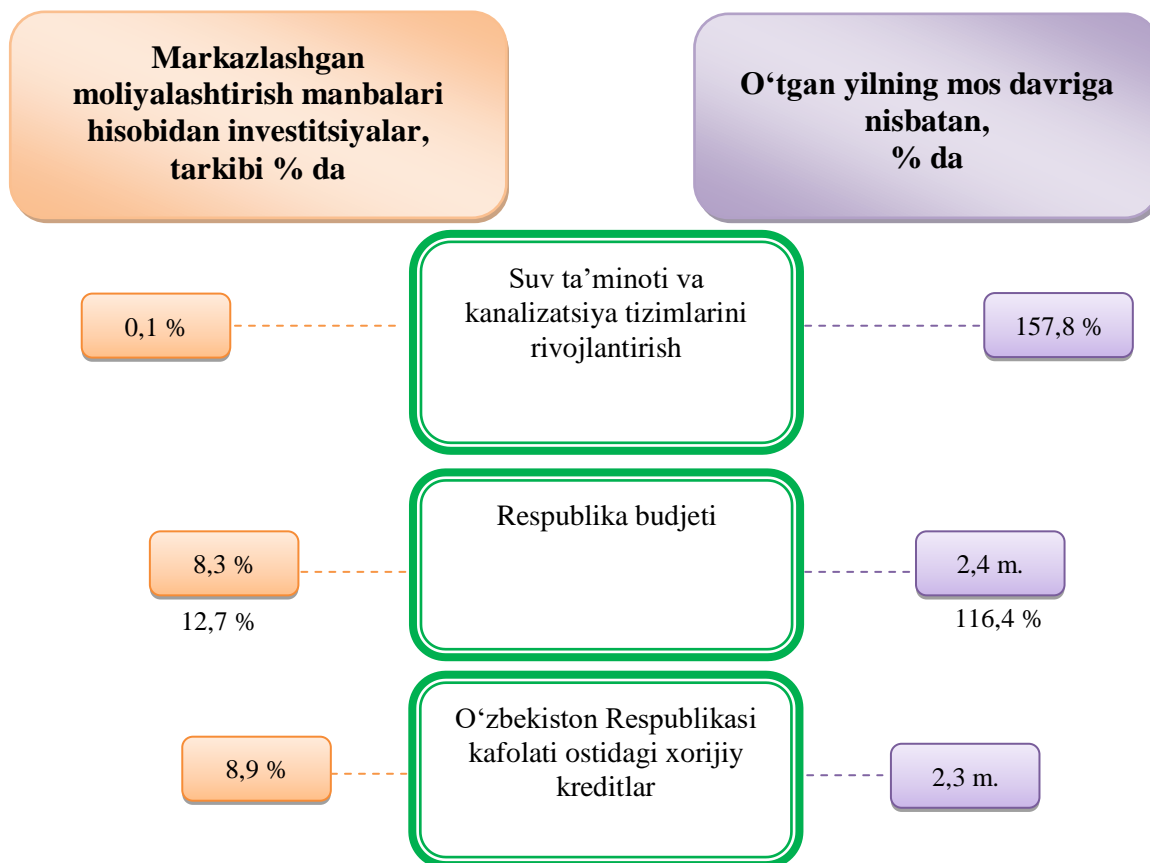 Markazlashgan
moliyalashtirish manbalari
hisobidan investitsiyalar,
tarkibi % da
O‘tgan yilning mos davriga
nisbatan,
% da
0,1 %
Suv ta’minoti va
kanalizatsiya tizimlarini
rivojlantirish
157,8 %
8,3 %
12,7 %
Respublika budjeti
2,4 m.
116,4 %
8,9 %
O‘zbekiston Respublikasi
kafolati ostidagi xorijiy
kreditlar
2,3 m.